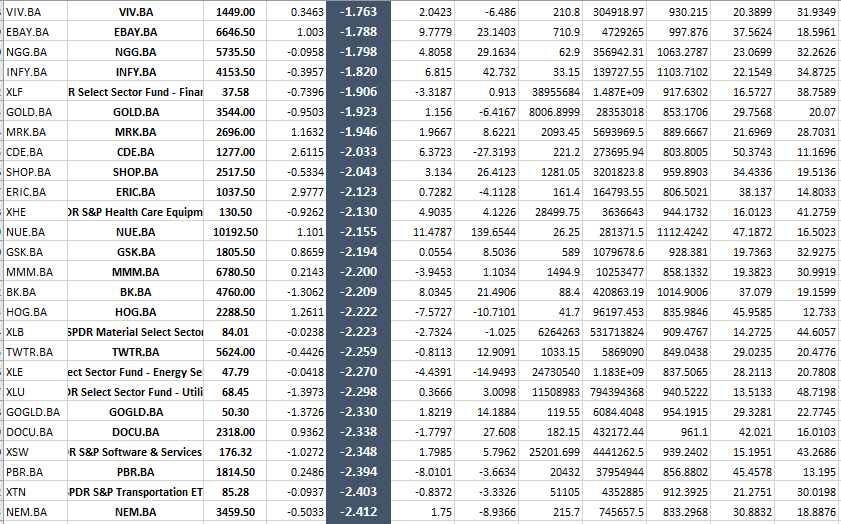 VIV.BA VIV.BA 1449.00 0.3463 -1.763 2.0423 -6.486 210.8 304918.97 930.215 20.3899 31.9349
EBAY.BA EBAY.BA 6646.50 1.003 -1.788 9.7779 23.1403 710.9 4729265 997.876 37.5624 18.5961
NGG.BA NGG.BA 5735.50 -0.0958 -1.798 4.8058 29.1634 62.9 356942.31 1063.2787 23.0699 32.2626
INFY.BA INFY.BA 4153.50 -0.3957 -1.820 6.815 42.732 33.15 139727.55 1103.7102 22.1549 34.8725
XLF R Select Sector Fund - Finar 37.58 -0.7396 -1.906 -3.3187 0.913 38955684 1.487E+09 917.6302 16.5727 38.7589
GOLD.BA GOLD.BA 3544.00 -0.9503 -1.923 1.156 -6.4167 8006.8999 28353018 853.1706 29.7568 20.07
MRK.BA MRK.BA 2696.00 1.1632 -1.946 1.9667 8.6221 2093.45 5693969.5 889.6667 21.6969 28.7031
CDE.BA CDE.BA 1277.00 2.6115 -2.033 6.3723 -27.3193 221.2 273695.94 803.8005 50.3743 11.1696
SHOP.BA SHOP.BA 2517.50 -0.5334 -2.043 3.134 26.4123 1281.05 3201823.8 959.8903 34.4336 19.5136
ERIC.BA ERIC.BA 1037.50 2.9777 -2.123 0.7282 -4.1128 161.4 164793.55 806.5021 38.137 14.8033
XHE DR S&P Health Care Equipm 130.50 -0.9262 -2.130 4.9035 4.1226 28499.75 3636643 944.1732 16.0123 41.2759
NUE.BA NUE.BA 10192.50 1.101 -2.155 11.4787 139.6544 26.25 281371.5 1112.4242 47.1872 16.5023
GSK.BA GSK.BA 1805.50 0.8659 -2.194 0.0554 8.5036 589 1079678.6 928.381 19.7363 32.9275
MMM.BA MMM.BA 6780.50 0.2143 -2.200 -3.9453 1.1034 1494.9 10253477 858.1332 19.3823 30.9919
BK.BA BK.BA 4760.00 -1.3062 -2.209 8.0345 21.4906 88.4 420863.19 1014.9006 37.079 19.1599
HOG.BA HOG.BA 2288.50 1.2611 -2.222 -7.5727 -10.7101 41.7 96197.453 835.9846 45.9585 12.733
XLB SPDR Material Select Sector 84.01 -0.0238 -2.223 -2.7324 -1.025 6264263 531713824 909.4767 14.2725 44.6057
TWTR.BA TWTR.BA 5624.00 -0.4426 -2.259 -0.8113 12.9091 1033.15 5869090 849.0438 29.0235 20.4776
XLE ect Sector Fund - Energy Se 47.79 -0.0418 -2.270 -4.4391 -14.9493 24730540 1.183E+09 837.5065 28.2113 20.7808
XLU DR Select Sector Fund - Utili 68.45 -1.3973 -2.298 0.3666 3.0098 11508983 794394368 940.5222 13.5133 48.7198
GOGLD.BA GOGLD.BA 50.30 -1.3726 -2.330 1.8219 14.1884 119.55 6084.4048 954.1915 29.3281 22.7745
DOCU.BA DOCU.BA 2318.00 0.9362 -2.338 -1.7797 27.608 182.15 432172.44 961.1 42.021 16.0103
XSW R S&P Software & Services 176.32 -1.0272 -2.348 1.7985 5.7962 25201.699 4441262.5 939.2402 15.1951 43.2686
PBR.BA PBR.BA 1814.50 0.2486 -2.394 -8.0101 -3.6634 20432 37954944 856.8802 45.4578 13.195
XTN SPDR S&P Transportation ET 85.28 -0.0937 -2.403 -0.8372 -3.3326 51105 4352885 912.3925 21.2751 30.0198
NEM.BA NEM.BA 3459.50 -0.5033 -2.412 1.75 -8.9366 215.7 745657.5 833.2968 30.8832 18.8876